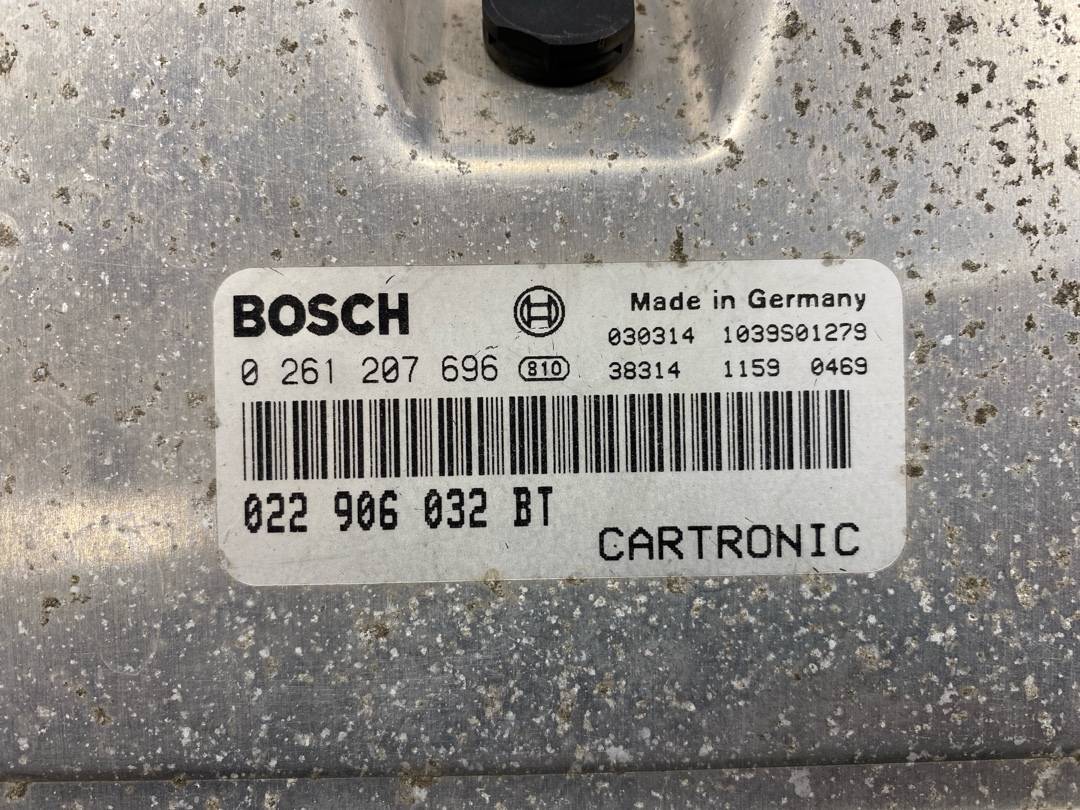 BOSCH Made in Germany
030314 1039S01279
0 261 207 696 810 38314 1159 0469
022 906 032 BT
CARTRONIC